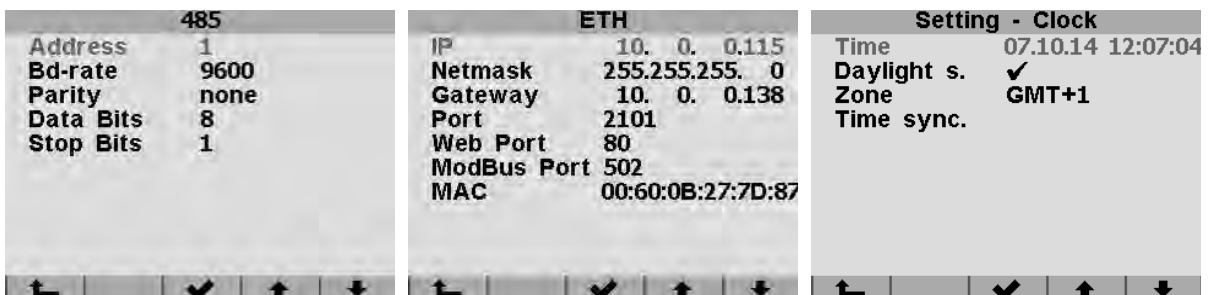 485
Address 1
Bd-rate 9600
Parity none
Data Bits 8
Stop Bits 1
ETH
IP 10. 0. 0.115
Netmask 255.255.255. 0
Gateway 10. 0. 0.138
Port 2101
Web Port 80
ModBus Port 502
MAC 00:60:0B:27:7D:87
Setting - Clock
Time 07.10.14 12:07:04
Daylight s. ✔
Zone GMT+1
Time sync.